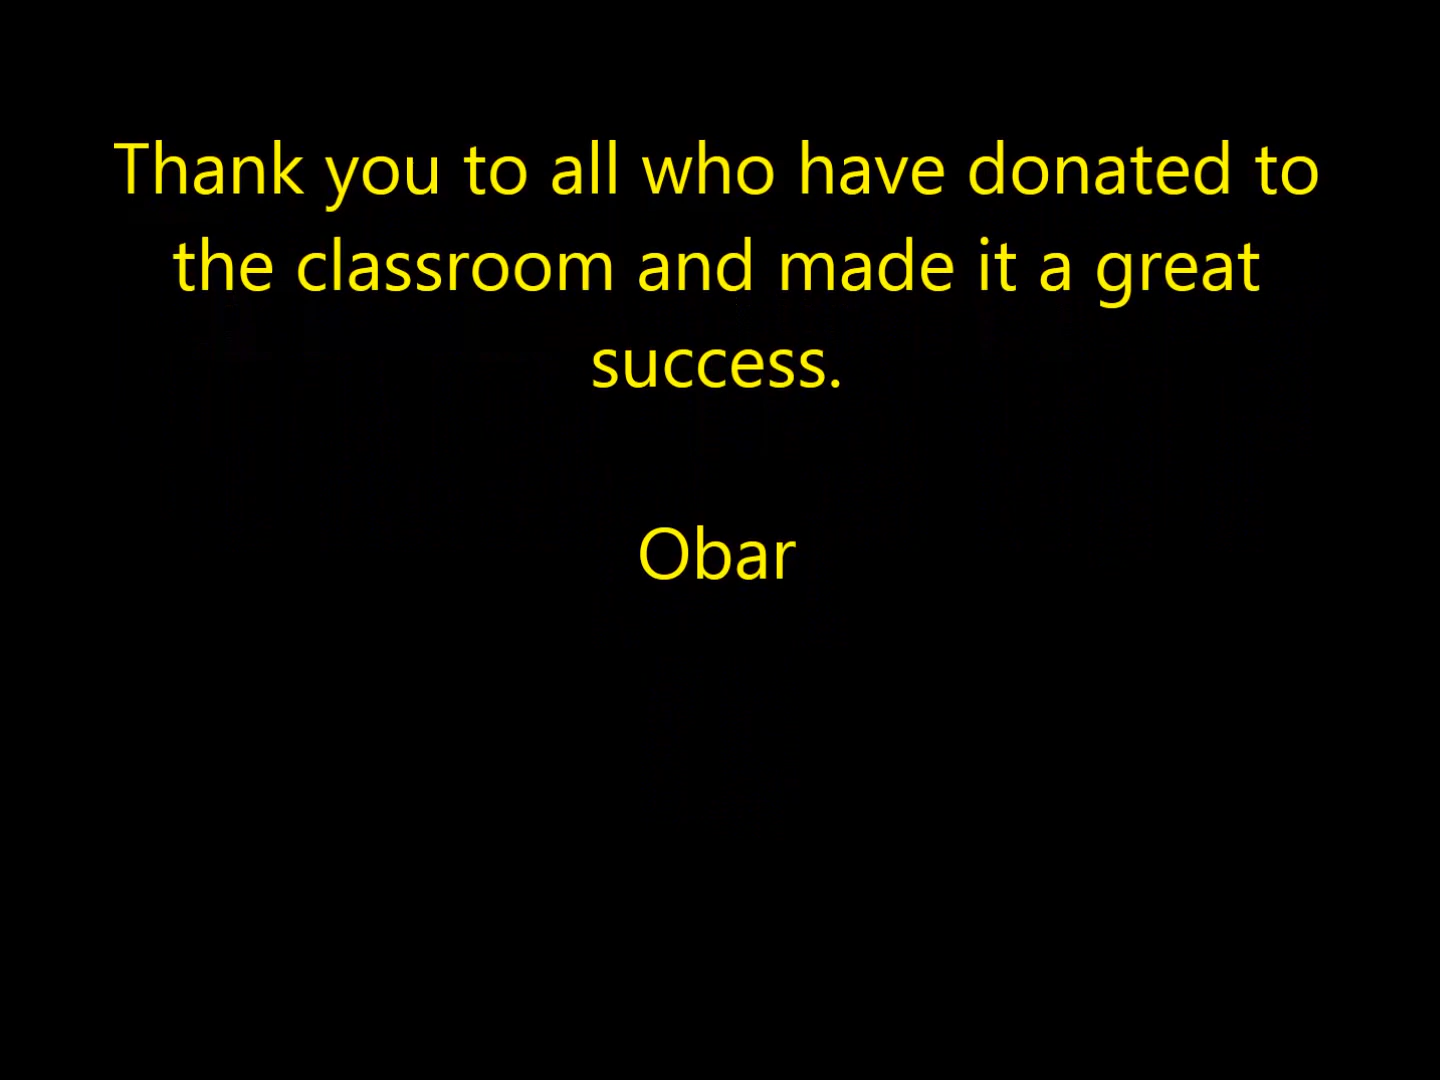 Thank you to all who have donated to
the classroom and made it a great
success.
Obar